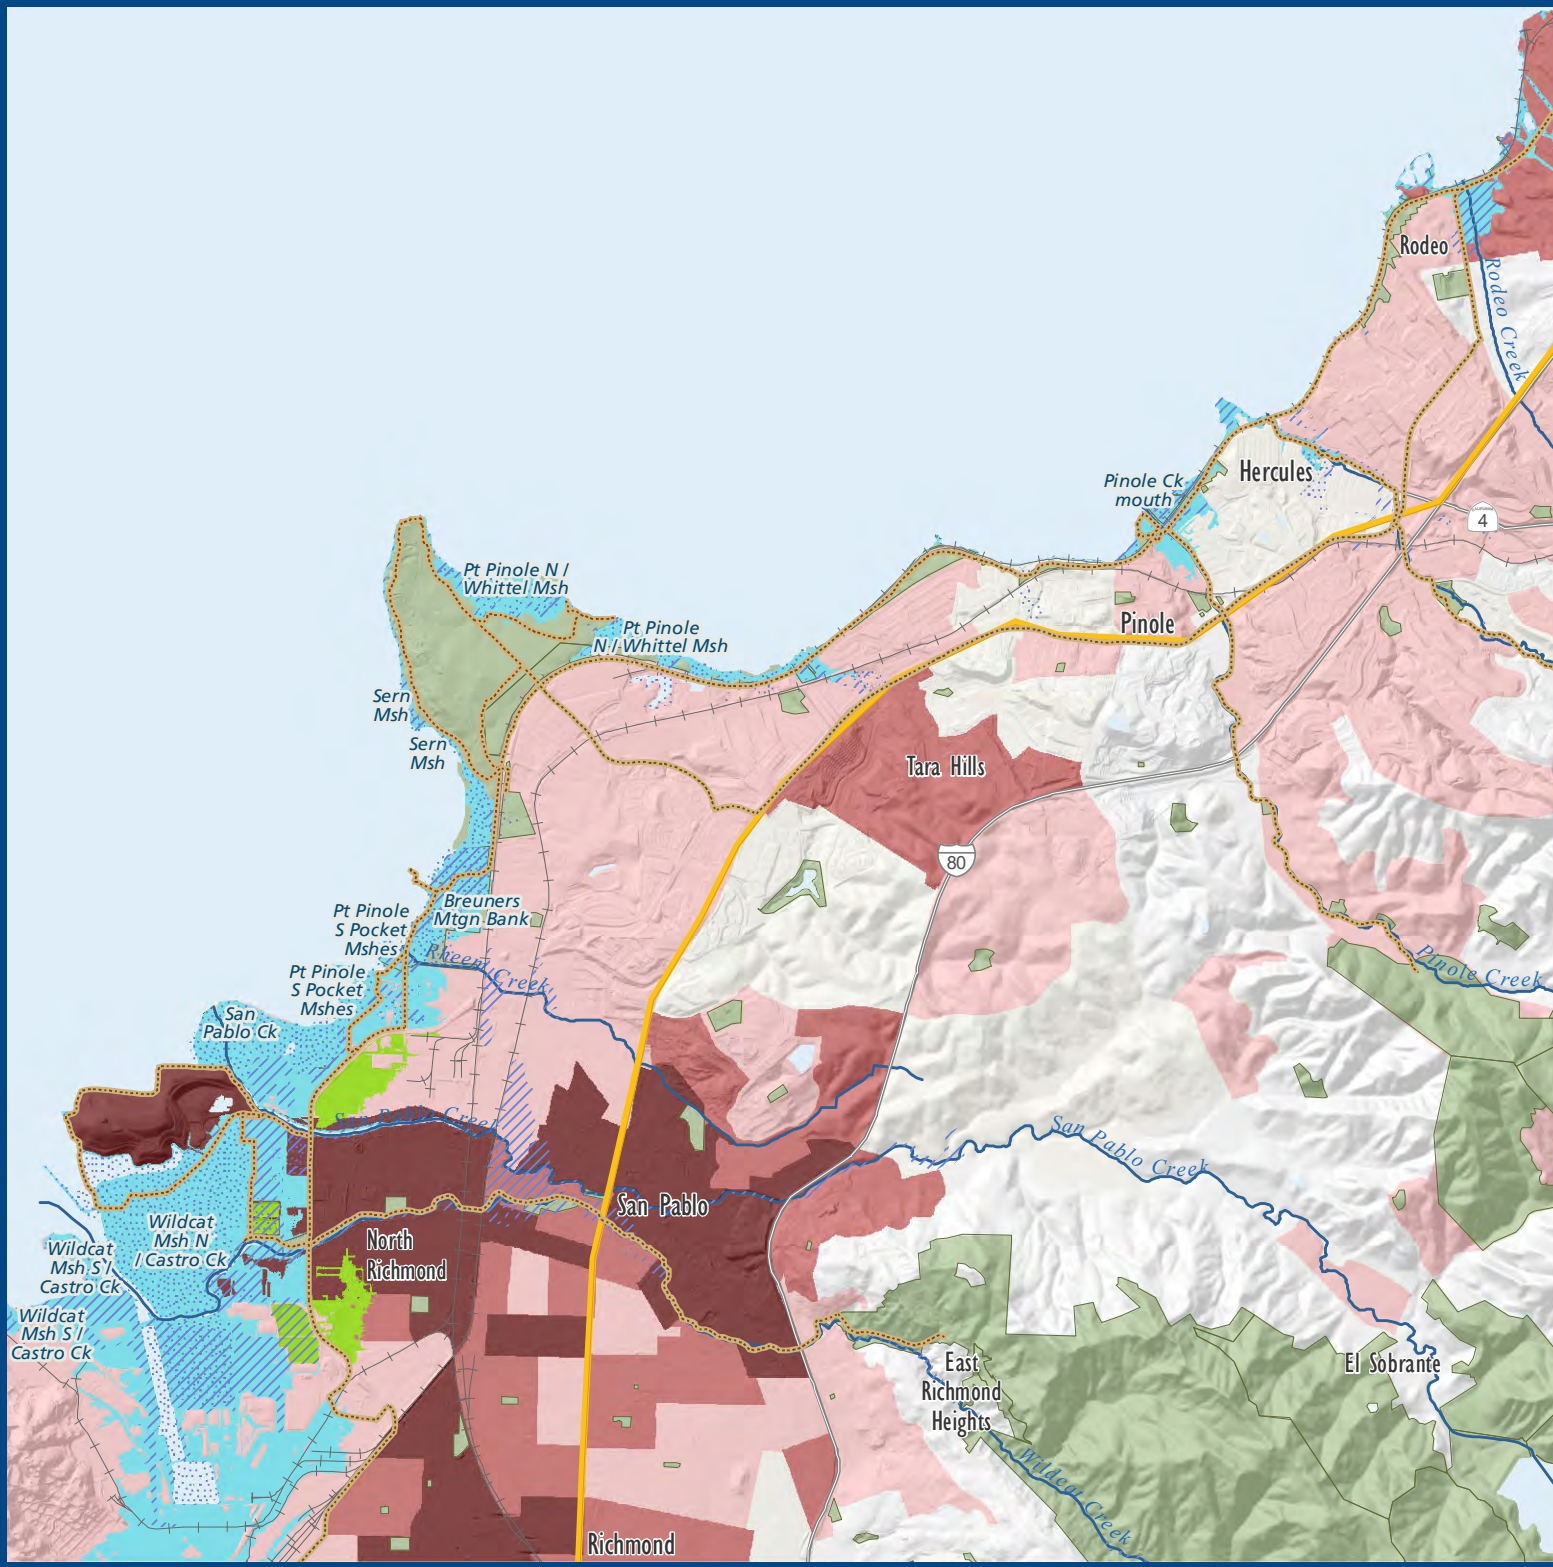 Rodeo
Rodeo Creek
Pinole Ck
mouth
Hercules
CALIFORNIA
4
Pt Pinole N /
Whittel Msh
Pt Pinole
N / Whittel Msh
Pinole
Sern
Msh
Sern
Msh
Tara Hills
80
Breuners
Mtgn Bank
Pt Pinole
S Pocket
Mshes
Rheem Creek
Pinole Creek
Pt Pinole
S Pocket
Mshes
San
Pablo Ck
San Pablo Creek
San Pablo Creek
San Pablo
Wildcat
Msh N
/ Castro Ck
North
Richmond
Wildcat
Msh S /
Castro Ck
Wildcat
Msh S /
Castro Ck
East
Richmond
Heights
El Sobrante
Wildcat Creek
Richmond